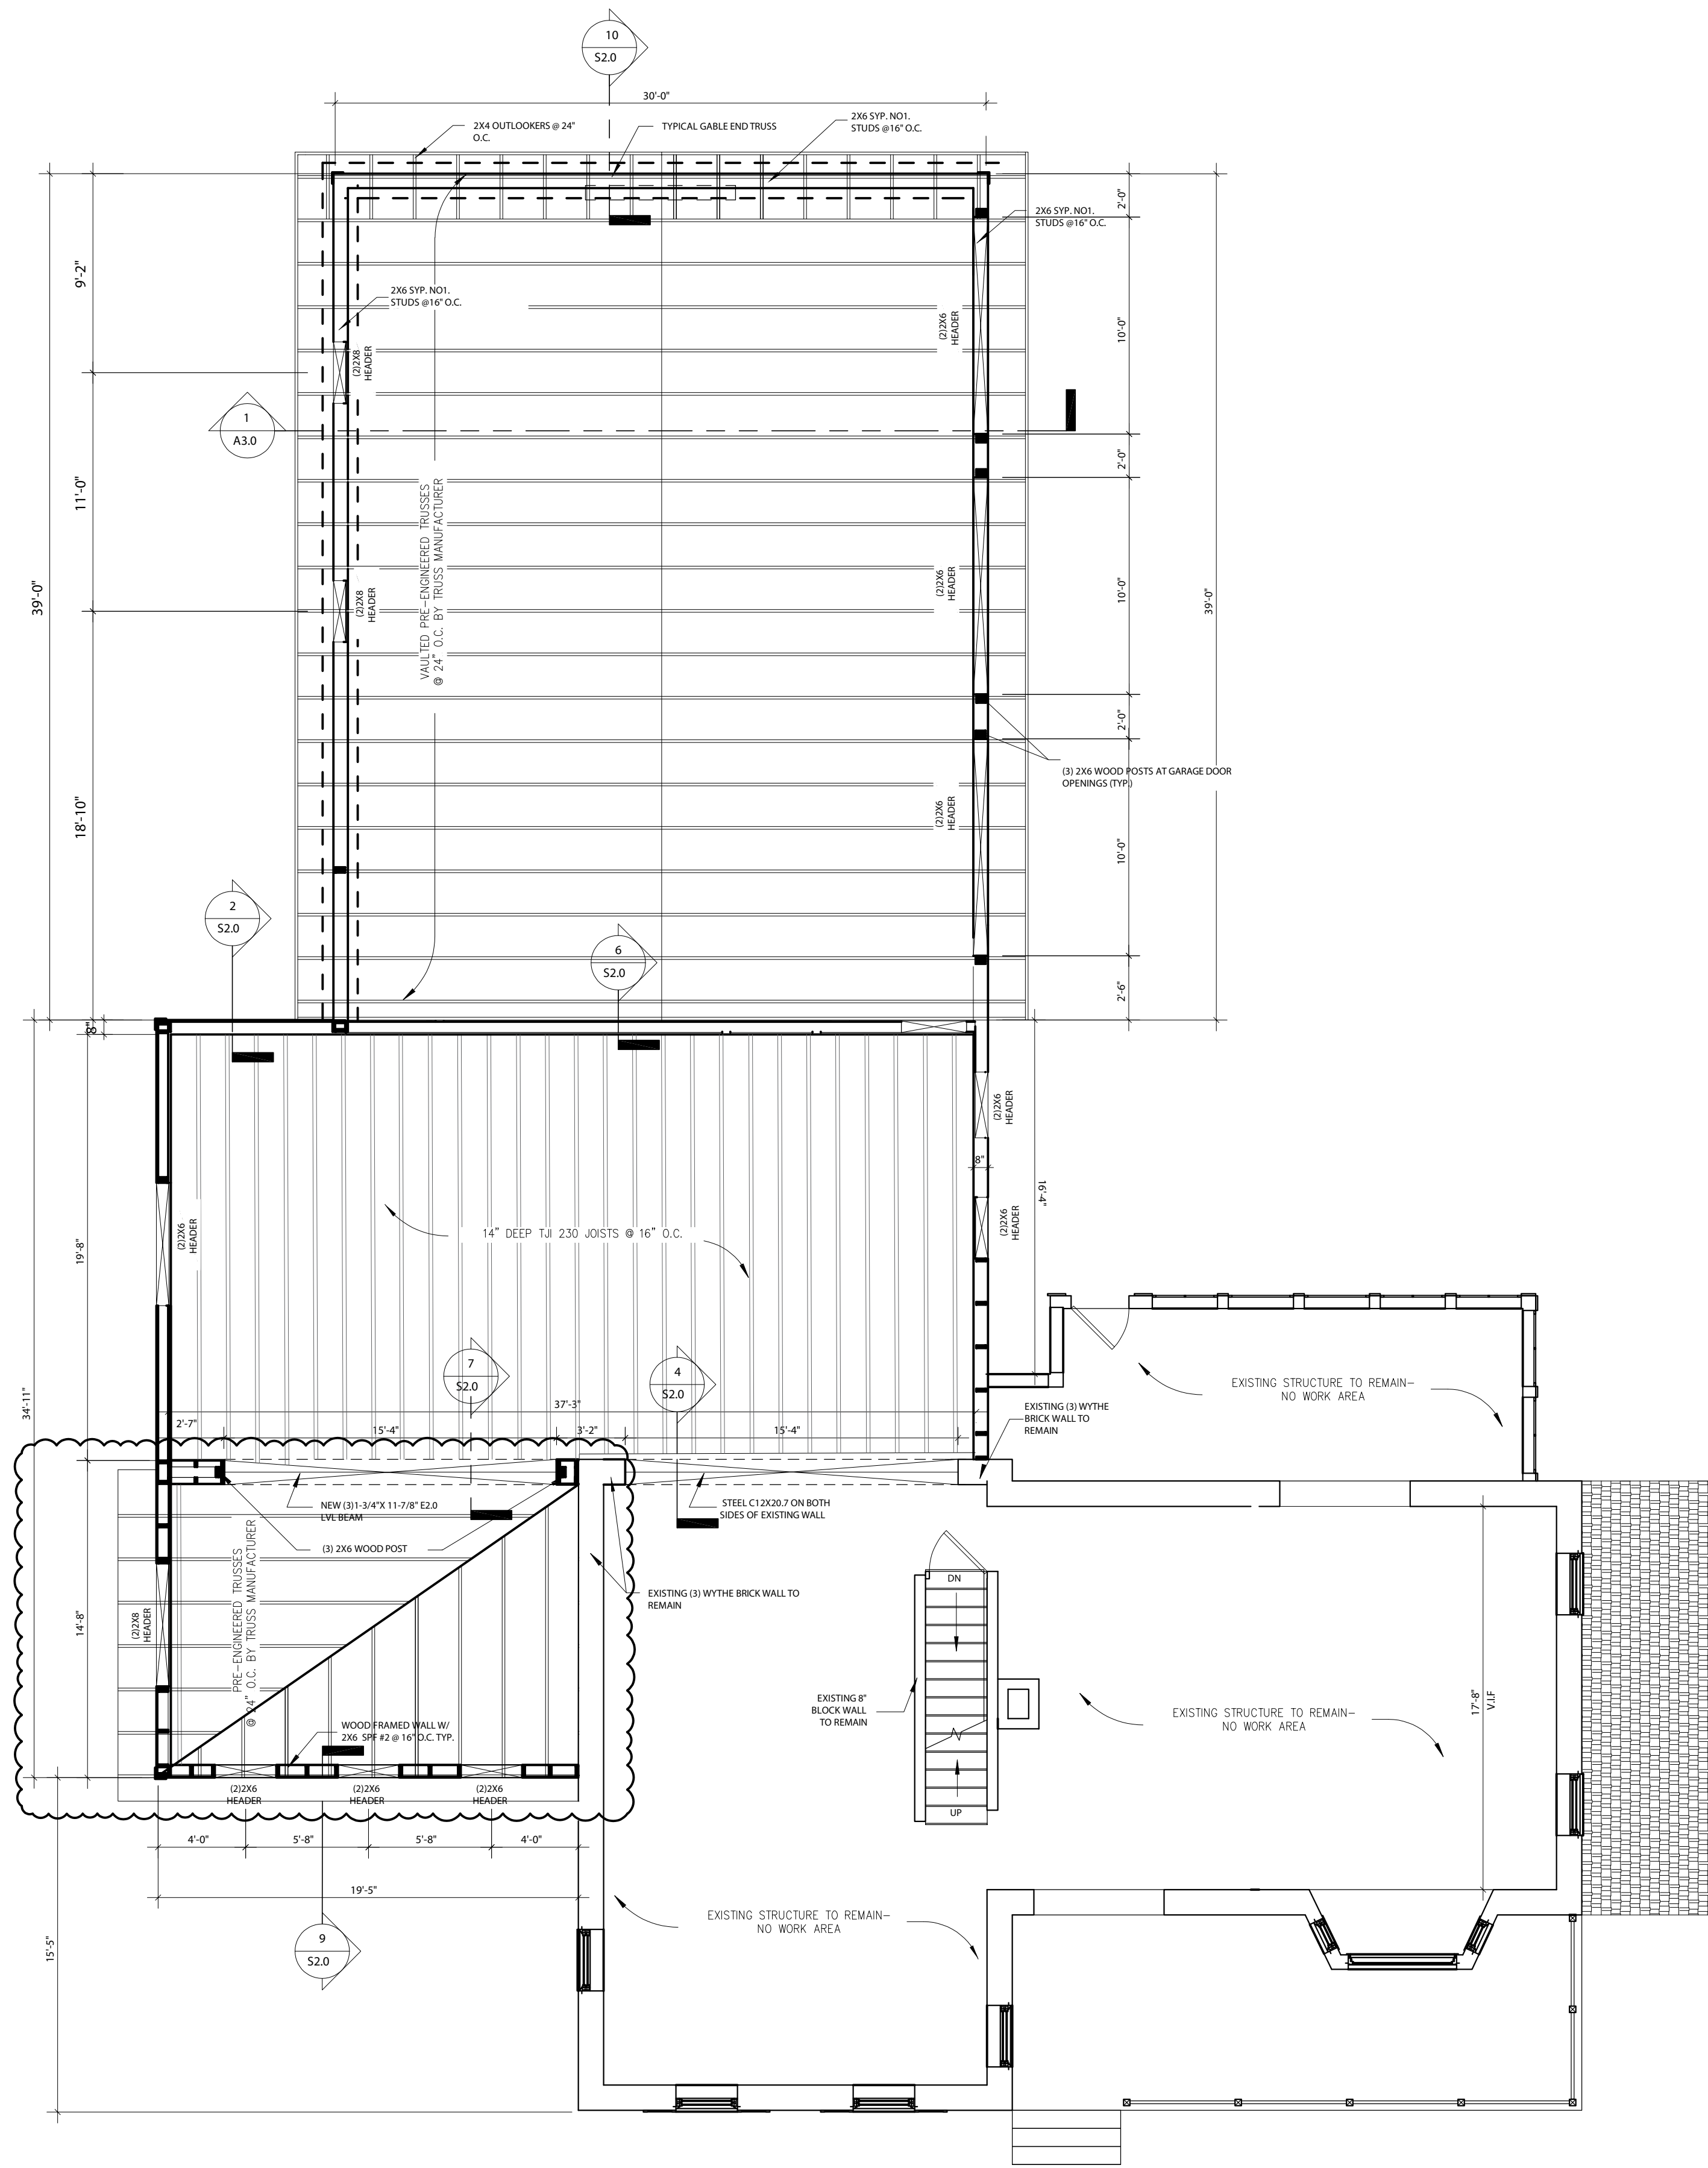 10
S2.0
30'-0"
2X4 OUTLOOKERS @ 24"
O.C.
TYPICAL GABLE END TRUSS
2X6 SYP. NO1.
STUDS @16" O.C.
2'-0"
2X6 SYP. NO1.
STUDS @16" O.C.
9'-2"
2X6 SYP. NO1.
STUDS @16" O.C.
(2)2X6
HEADER
10'-0"
(2)2X8
HEADER
1
A3.0
2'-0"
11'-0"
VAULTED PRE-ENGINEERED TRUSSES
@ 24" O.C. BY TRUSS MANUFACTURER
39'-0"
(2)2X8
HEADER
(2)2X6
HEADER
10'-0"
39'-0"
2'-0"
(3) 2X6 WOOD POSTS AT GARAGE DOOR
OPENINGS (TYP.)
18'-10"
(2)2X6
HEADER
10'-0"
2
S2.0
6
S2.0
2'-6"
8"
(2)2X6
HEADER
8"
16'-4"
(2)2X6
HEADER
19'-8"
(2)2X6
HEADER
14" DEEP TJI 230 JOISTS @ 16" O.C.
7
S2.0
4
S2.0
EXISTING STRUCTURE TO REMAIN-
NO WORK AREA
34'-11"
37'-3"
EXISTING (3) WYTHE
BRICK WALL TO
REMAIN
2'-7"
15'-4"
3'-2"
15'-4"
NEW (3)1-3/4"X 11-7/8" E2.0
LVL BEAM
STEEL C12X20.7 ON BOTH
SIDES OF EXISTING WALL
(3) 2X6 WOOD POST
PRE-ENGINEERED TRUSSES
@ 24" O.C. BY TRUSS MANUFACTURER
EXISTING (3) WYTHE BRICK WALL TO
REMAIN
DN
14'-8"
(2)2X8
HEADER
EXISTING 8"
BLOCK WALL
TO REMAIN
EXISTING STRUCTURE TO REMAIN-
NO WORK AREA
17'-8"
V.I.F
WOOD FRAMED WALL W/
2X6 SPF #2 @ 16" O.C. TYP.
(2)2X6
HEADER
(2)2X6
HEADER
(2)2X6
HEADER
UP
4'-0"
5'-8"
5'-8"
4'-0"
19'-5"
15'-5"
9
S2.0
EXISTING STRUCTURE TO REMAIN-
NO WORK AREA